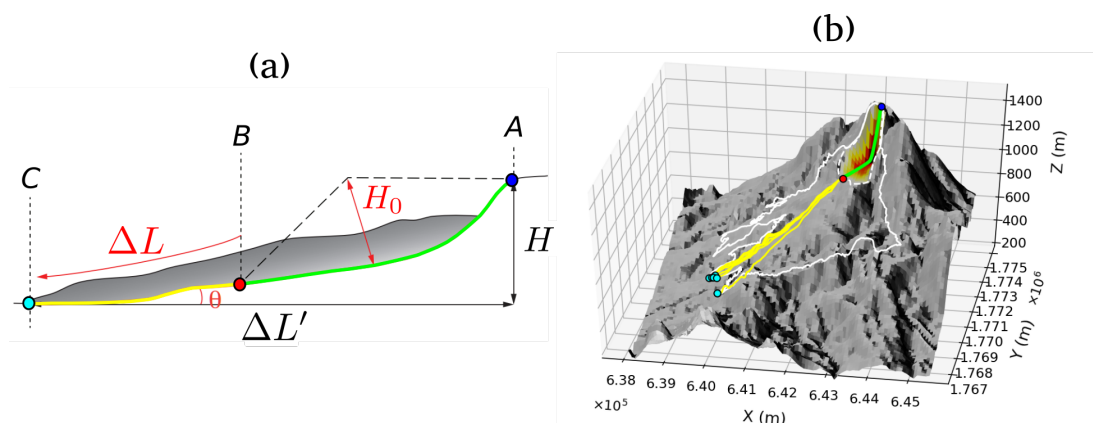 (a)
A
B
C
H₀
ΔL
H
θ
ΔL′
(b)
1400
1200
1000
800
600
400
200
Z (m)
1.775
1.774
1.773
1.772
1.771
1.770
1.769
1.768
1.767
×10⁶
Y (m)
6.38 6.39 6.40 6.41 6.42 6.43 6.44 6.45
×10⁵
X (m)